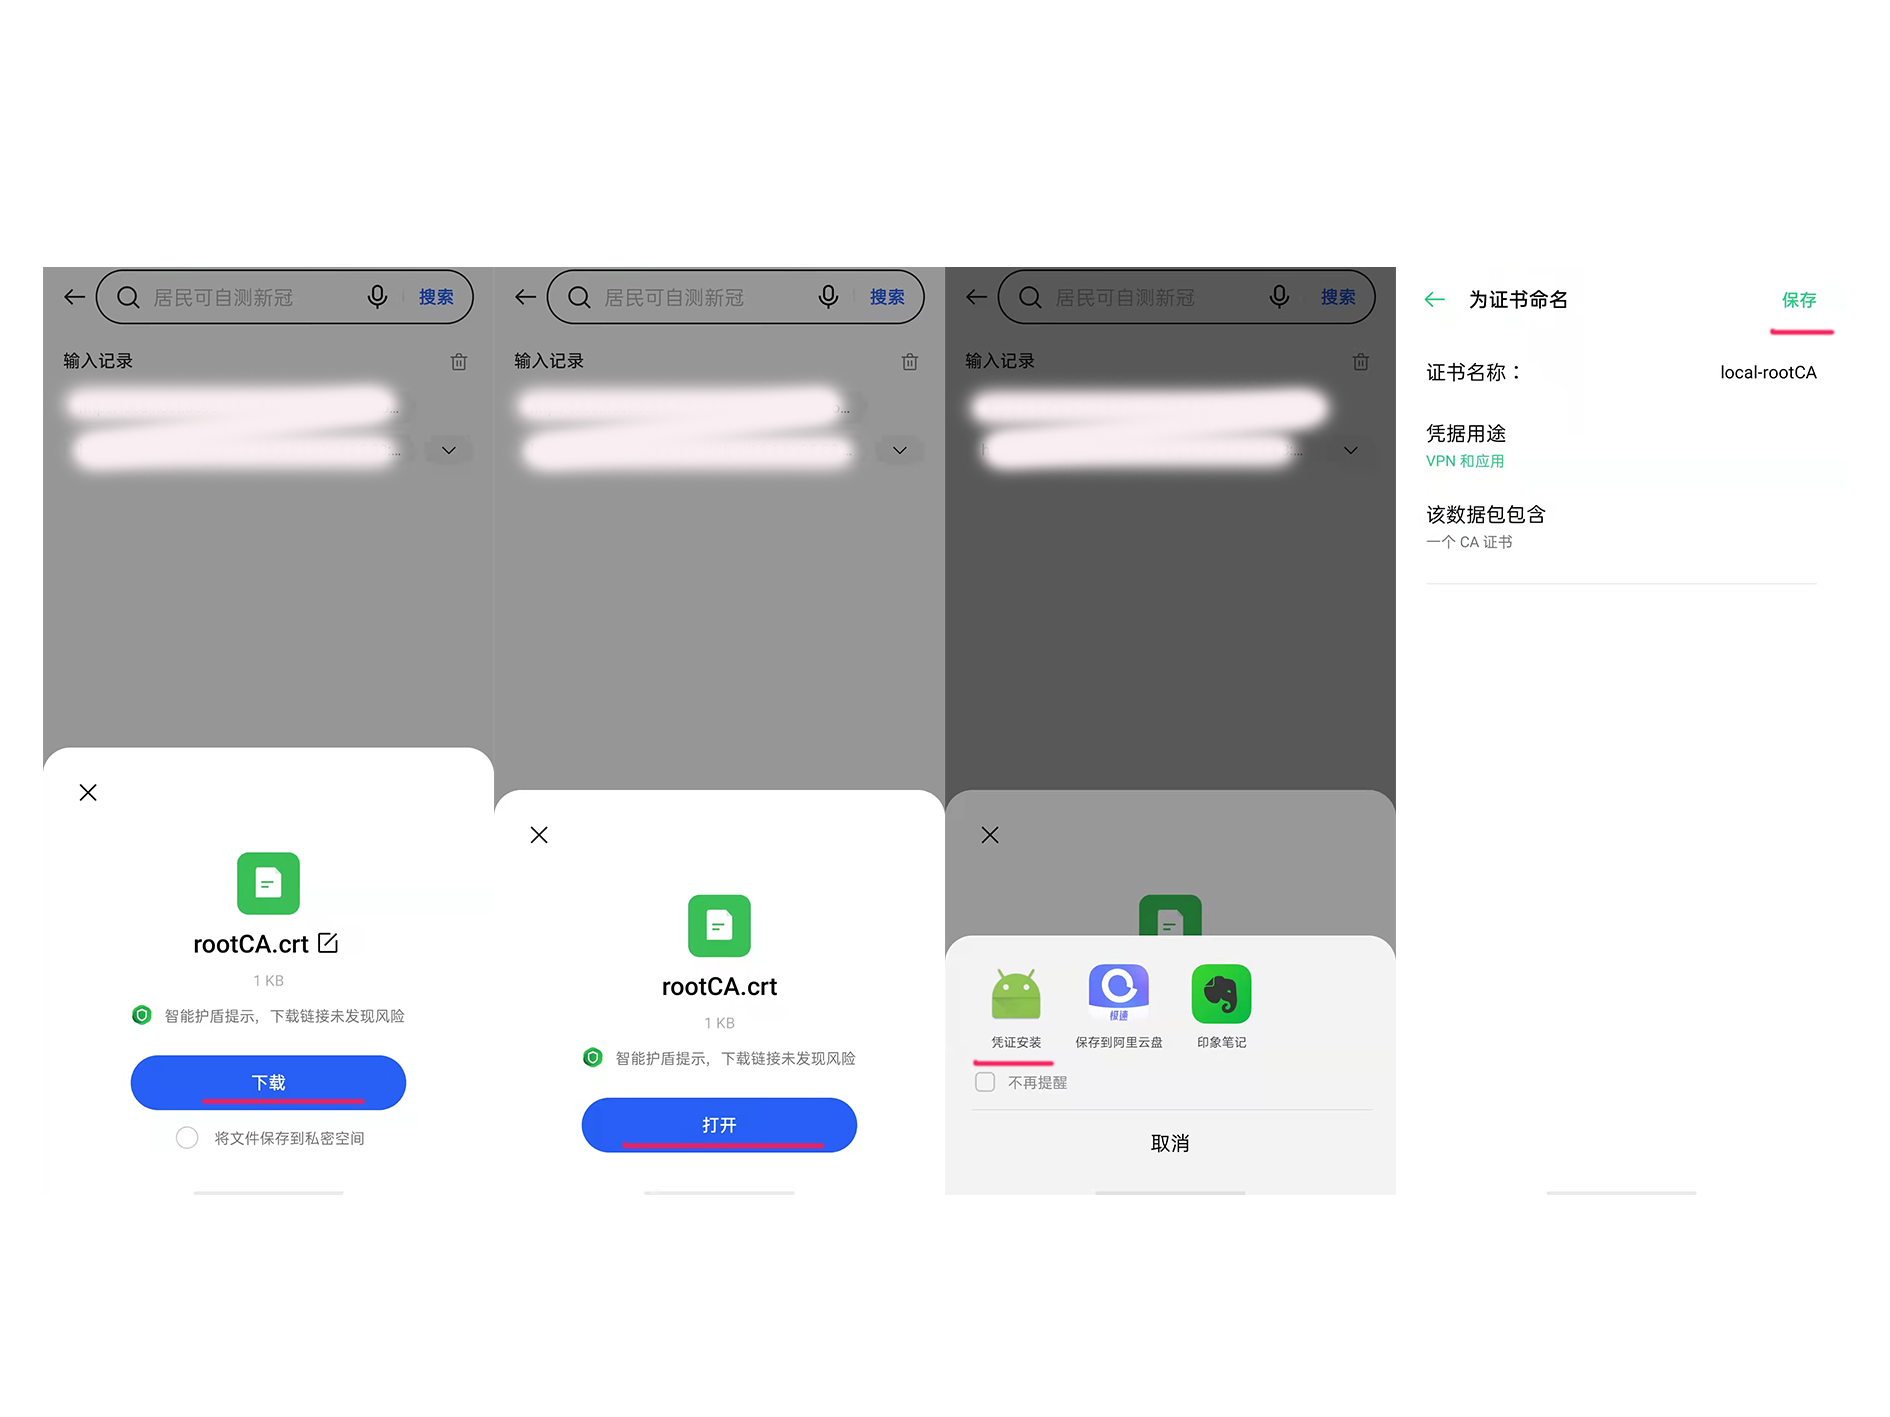 居民可自测新冠
搜索
输入记录
...
...
rootCA.crt
1 KB
智能护盾提示，下载链接未发现风险
下载
将文件保存到私密空间
居民可自测新冠
搜索
输入记录
...
...
rootCA.crt
1 KB
智能护盾提示，下载链接未发现风险
打开
居民可自测新冠
搜索
输入记录
...
极速
凭证安装
保存到阿里云盘
印象笔记
不再提醒
取消
为证书命名
保存
证书名称：
local-rootCA
凭据用途
VPN 和应用
该数据包包含
一个 CA 证书